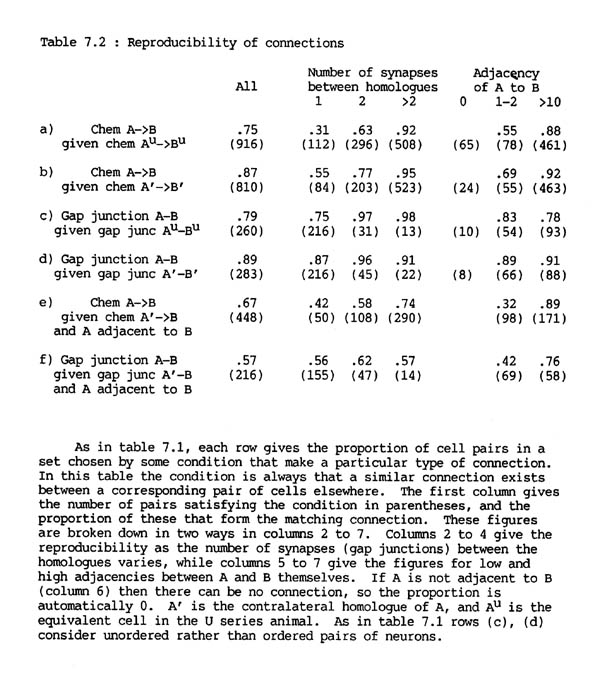 Table 7.2 : Reproducibility of connections
Number of synapses Adjacency
All between homologues of A to B
1 2 >2 0 1-2 >10
a) Chem A->B .75 .31 .63 .92 .55 .88
given chem Aᵘ->Bᵘ (916) (112) (296) (508) (65) (78) (461)
b) Chem A->B .87 .55 .77 .95 .69 .92
given chem A'->B' (810) (84) (203) (523) (24) (55) (463)
c) Gap junction A-B .79 .75 .97 .98 .83 .78
given gap junc Aᵘ-Bᵘ (260) (216) (31) (13) (10) (54) (93)
d) Gap junction A-B .89 .87 .96 .91 .89 .91
given gap junc A'-B' (283) (216) (45) (22) (8) (66) (88)
e) Chem A->B .67 .42 .58 .74 .32 .89
given chem A'->B (448) (50) (108) (290) (98) (171)
and A adjacent to B
f) Gap junction A-B .57 .56 .62 .57 .42 .76
given gap junc A'-B (216) (155) (47) (14) (69) (58)
and A adjacent to B
As in table 7.1, each row gives the proportion of cell pairs in a
set chosen by some condition that make a particular type of connection.
In this table the condition is always that a similar connection exists
between a corresponding pair of cells elsewhere. The first column gives
the number of pairs satisfying the condition in parentheses, and the
proportion of these that form the matching connection. These figures
are broken down in two ways in columns 2 to 7. Columns 2 to 4 give the
reproducibility as the number of synapses (gap junctions) between the
homologues varies, while columns 5 to 7 give the figures for low and
high adjacencies between A and B themselves. If A is not adjacent to B
(column 6) then there can be no connection, so the proportion is
automatically 0. A' is the contralateral homologue of A, and Aᵘ is the
equivalent cell in the U series animal. As in table 7.1 rows (c), (d)
consider unordered rather than ordered pairs of neurons.